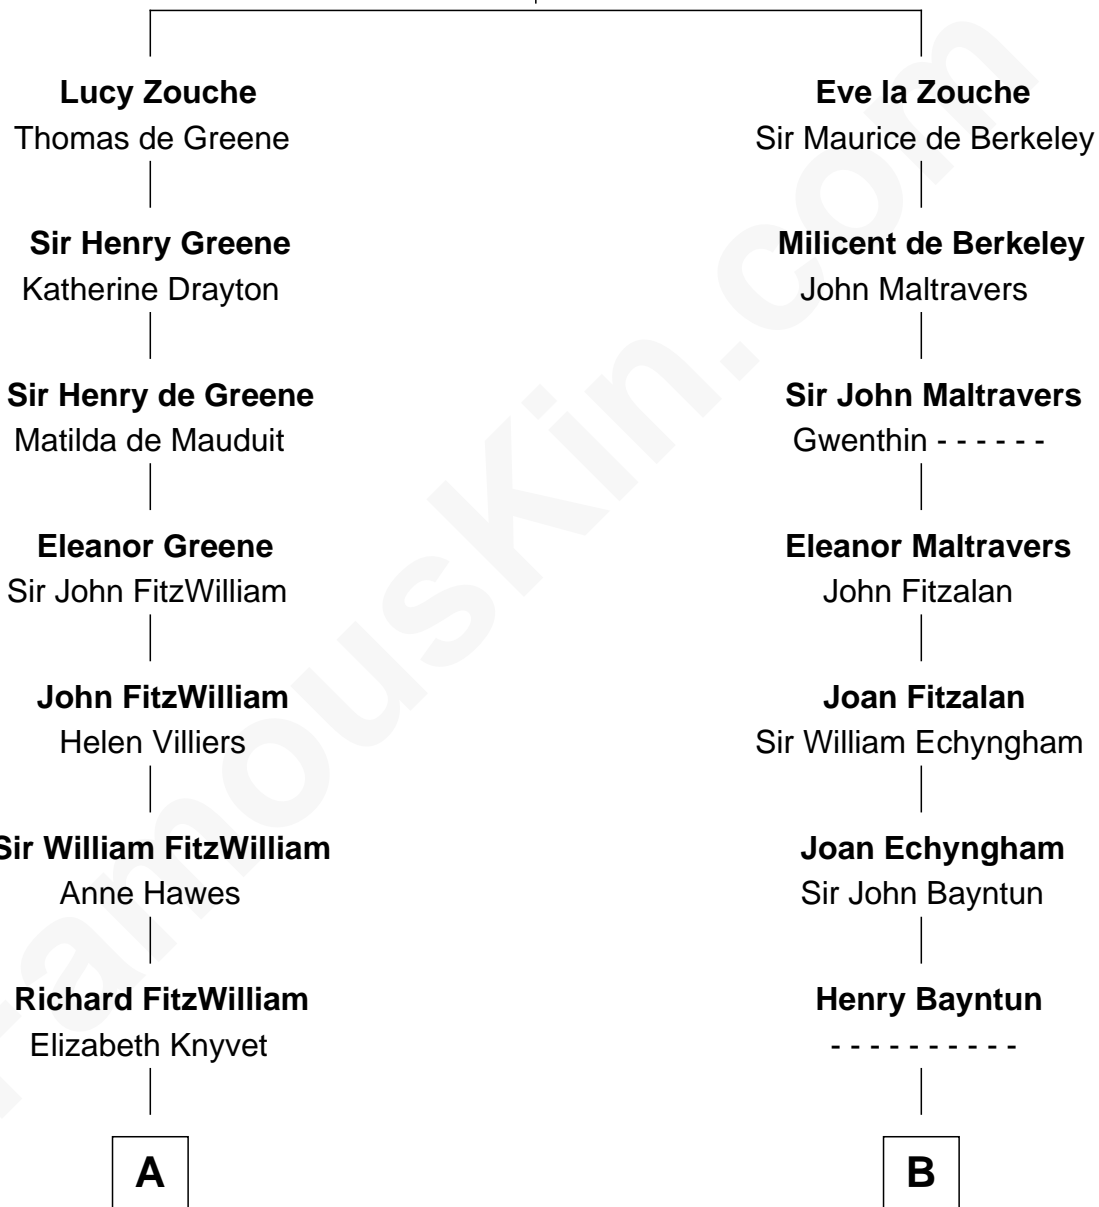 Lucy Zouche
Thomas de Greene
Sir Henry Greene
Katherine Drayton
Sir Henry de Greene
Matilda de Mauduit
Eleanor Greene
Sir John FitzWilliam
John FitzWilliam
Helen Villiers
Sir William FitzWilliam
Anne Hawes
Richard FitzWilliam
Elizabeth Knyvet
A
Eve la Zouche
Sir Maurice de Berkeley
Milicent de Berkeley
John Maltravers
Sir John Maltravers
Gwenthin - - - - - -
Eleanor Maltravers
John Fitzalan
Joan Fitzalan
Sir William Echyngham
Joan Echyngham
Sir John Bayntun
Henry Bayntun
- - - - - - - - - -
B
FamousKin.com